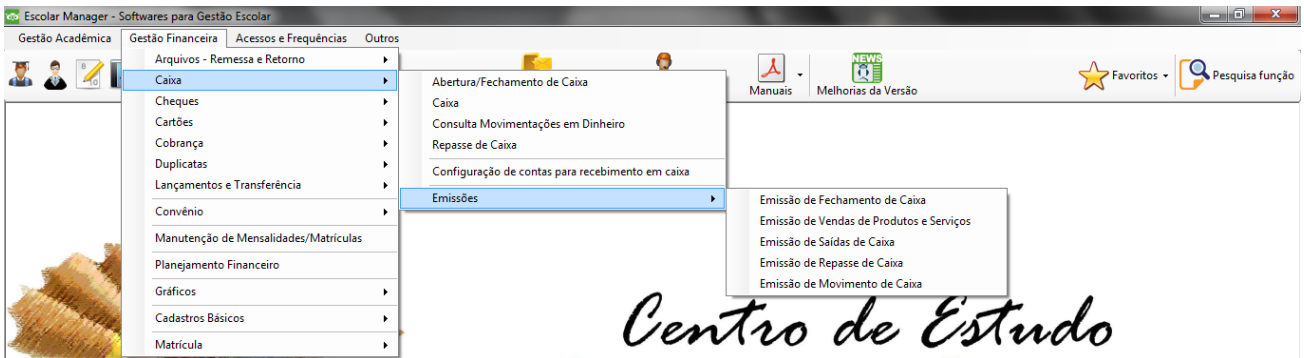 Escolar Manager - Softwares para Gestão Escolar
Gestão Acadêmica Gestão Financeira Acessos e Frequências Outros
Manuais
NEWS
Melhorias da Versão
Favoritos
Pesquisa função
Arquivos - Remessa e Retorno
Caixa
Cheques
Cartões
Cobrança
Duplicatas
Lançamentos e Transferência
Convênio
Manutenção de Mensalidades/Matrículas
Planejamento Financeiro
Gráficos
Cadastros Básicos
Matrícula
Abertura/Fechamento de Caixa
Caixa
Consulta Movimentações em Dinheiro
Repasse de Caixa
Configuração de contas para recebimento em caixa
Emissões
Emissão de Fechamento de Caixa
Emissão de Vendas de Produtos e Serviços
Emissão de Saídas de Caixa
Emissão de Repasse de Caixa
Emissão de Movimento de Caixa
Centro de Estudo